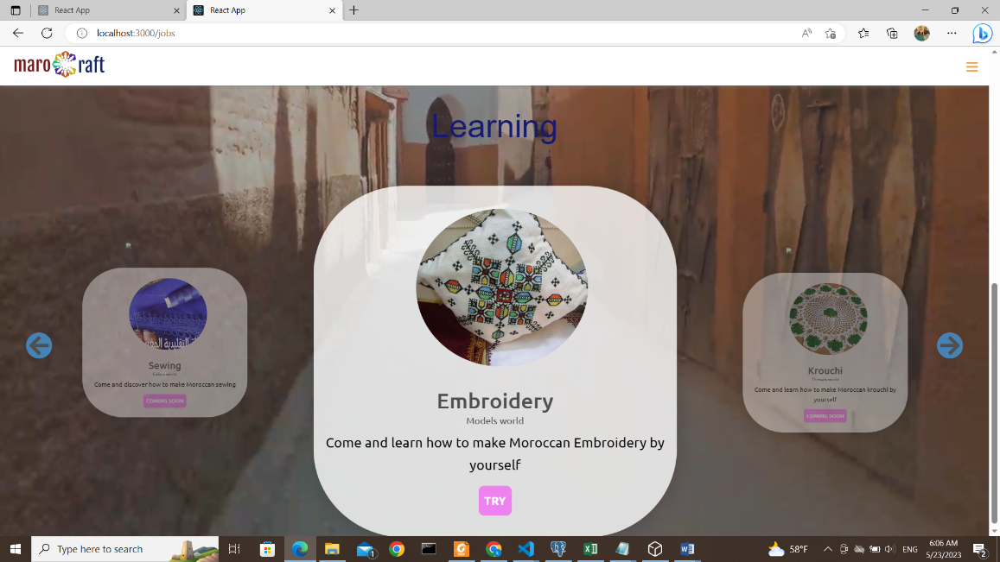 React App
React App
localhost:3000/jobs
maro raft
Learning
Sewing
Come and discover how to make Moroccan sewing
COMING SOON
Embroidery
Models world
Come and learn how to make Moroccan Embroidery by
yourself
TRY
Krouchi
Come and learn how to make Moroccan krouchi by
yourself
COMING SOON
Type here to search
1
58°F
ENG
6:06 AM
5/23/2023
2